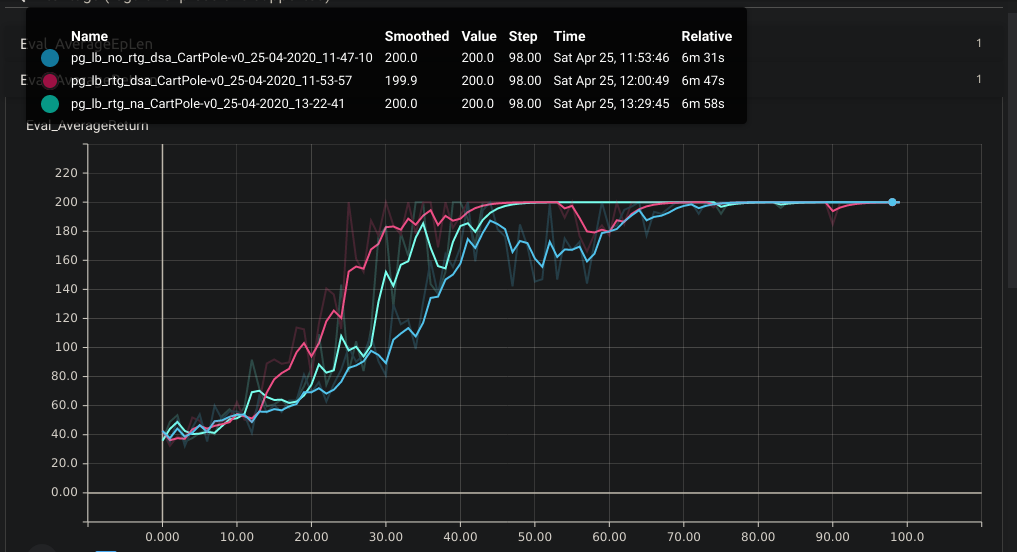 Name Smoothed Value Step Time Relative
pg_lb_no_rtg_dsa_CartPole-v0_25-04-2020_11-47-10 200.0 200.0 98.00 Sat Apr 25, 11:53:46 6m 31s
pg_lb_rtg_dsa_CartPole-v0_25-04-2020_11-53-57 199.9 200.0 98.00 Sat Apr 25, 12:00:49 6m 47s
pg_lb_rtg_na_CartPole-v0_25-04-2020_13-22-41 200.0 200.0 98.00 Sat Apr 25, 13:29:45 6m 58s
Eval_AverageEpLen 1
1
Eval_AverageReturn
220
200
180
160
140
120
100
80.0
60.0
40.0
20.0
0.00
0.000 10.00 20.00 30.00 40.00 50.00 60.00 70.00 80.00 90.00 100.0